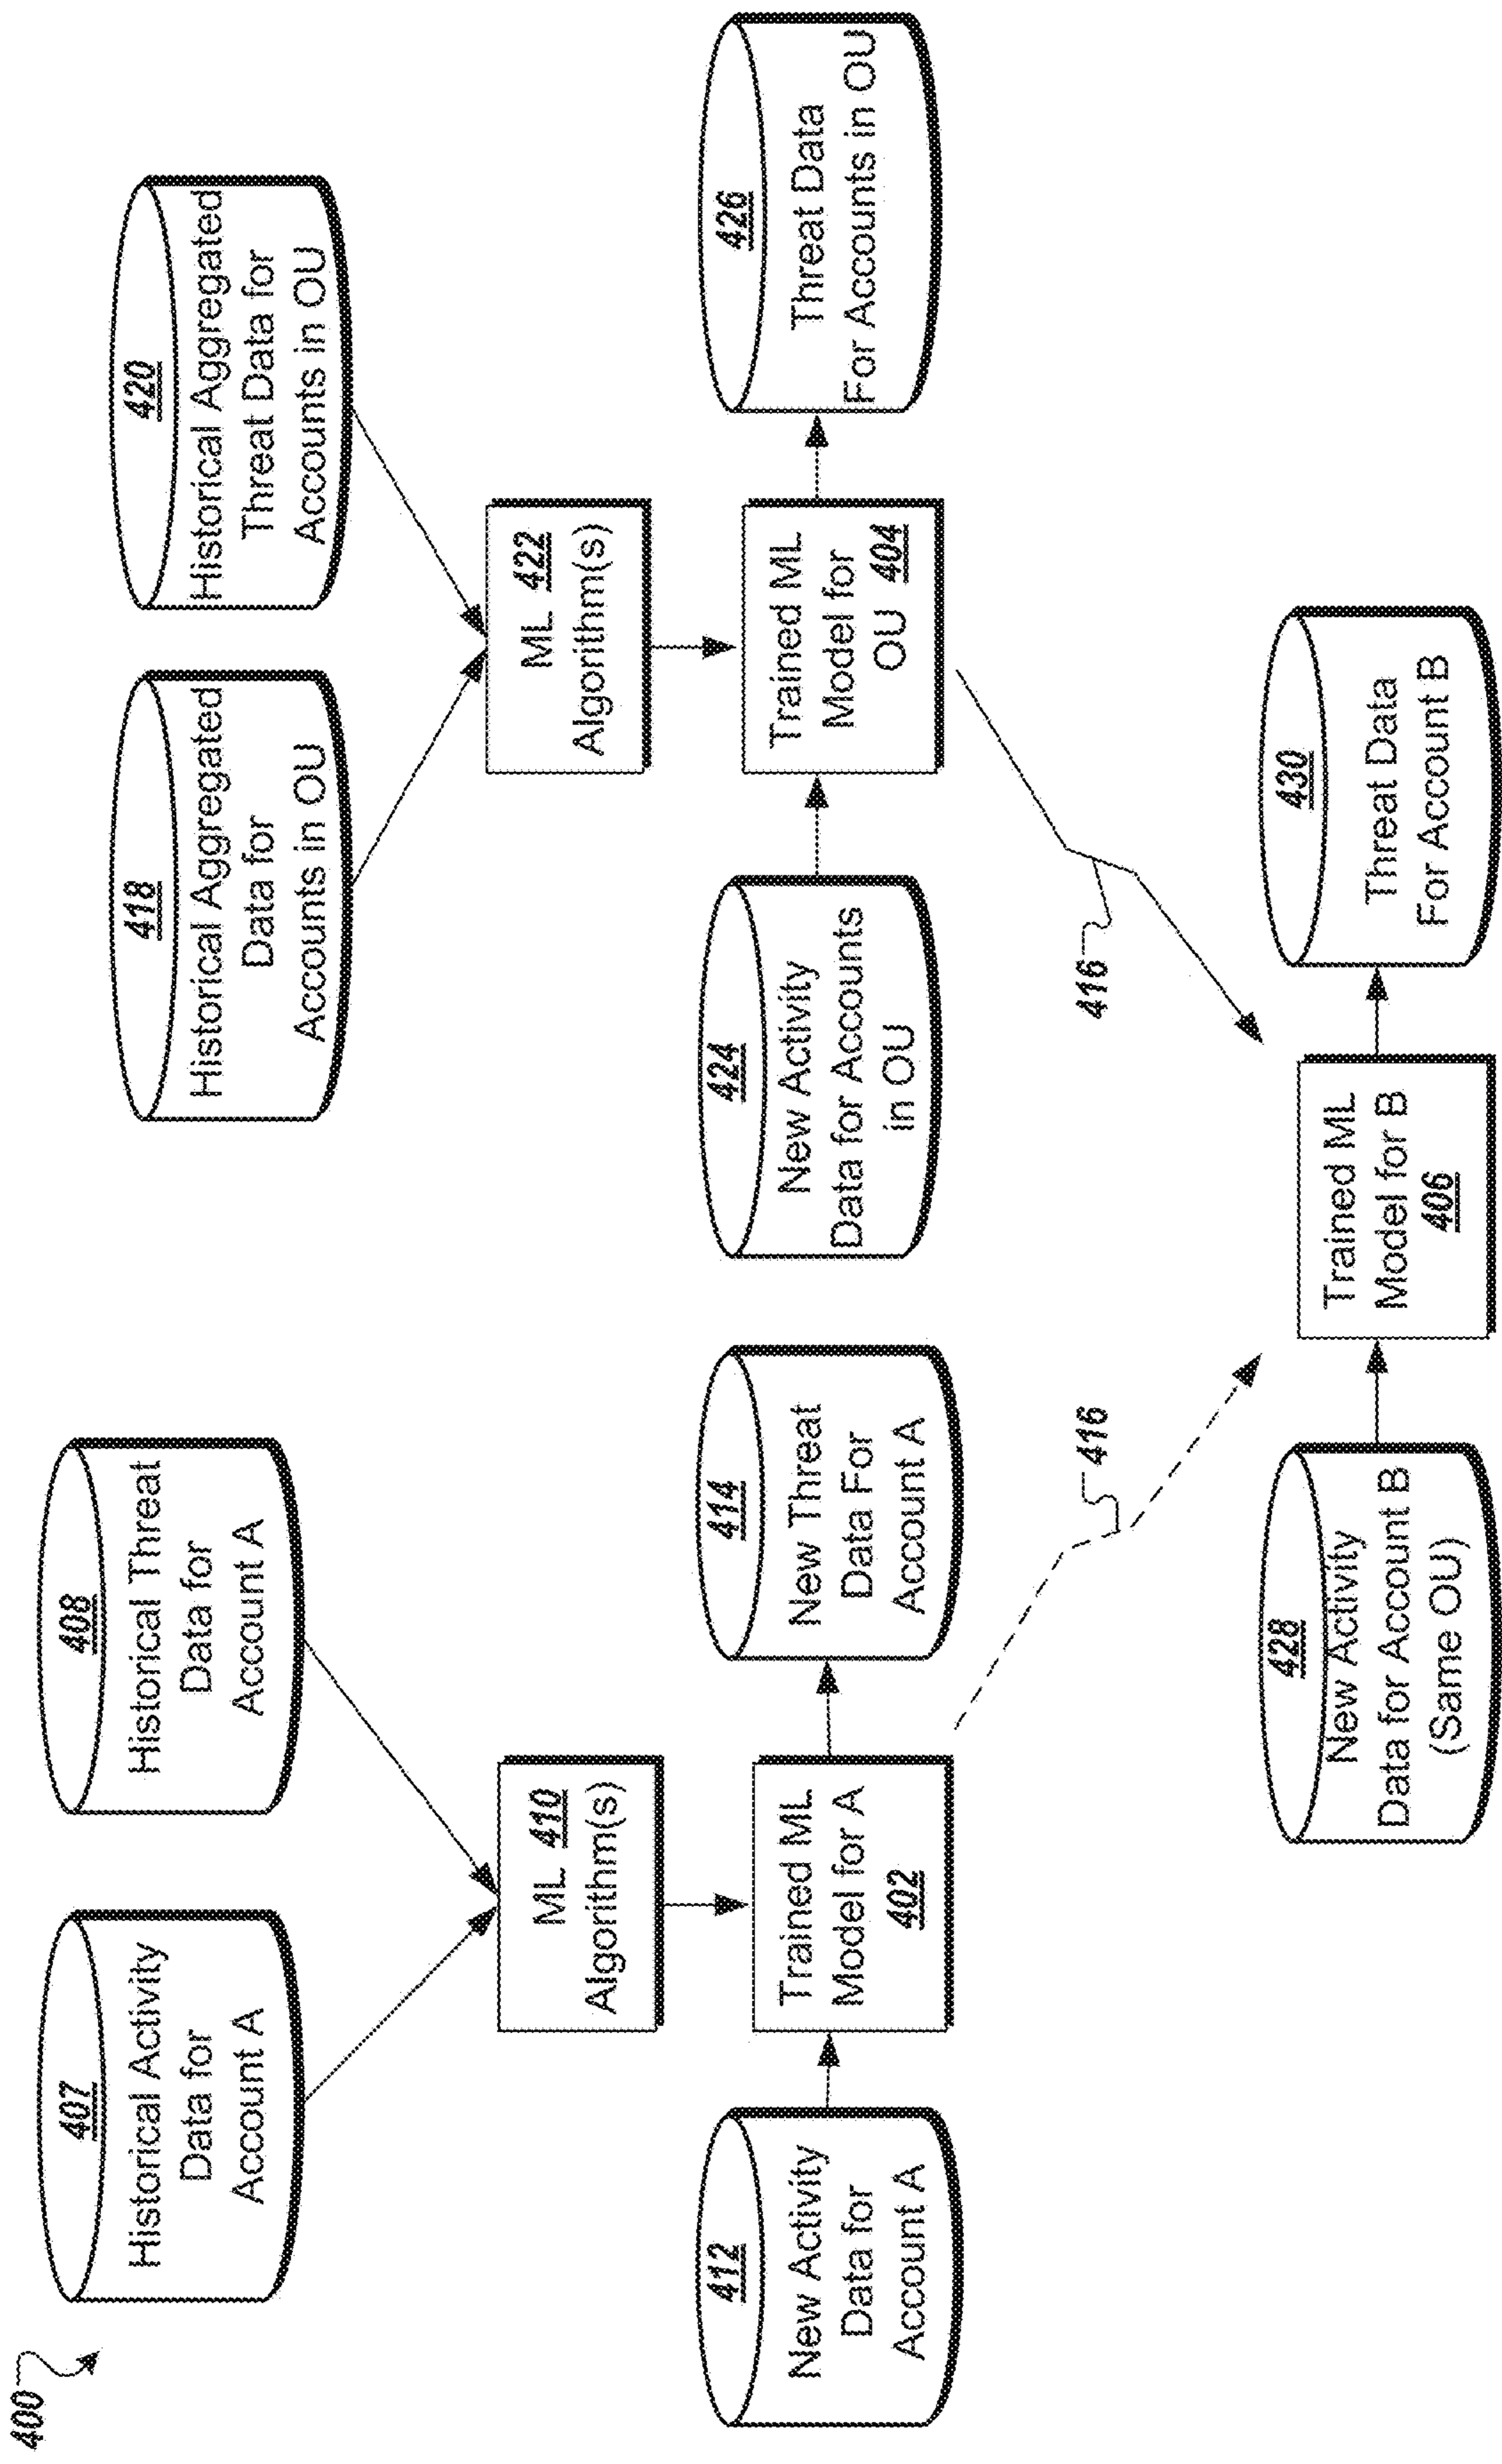 400
407
Historical Activity
Data for
Account A
408
Historical Threat
Data for
Account A
418
Historical Aggregated
Data for
Accounts in OU
420
Historical Aggregated
Threat Data for
Accounts in OU
ML 410
Algorithm(s)
ML 422
Algorithm(s)
412
New Activity
Data for
Account A
Trained ML
Model for A
402
414
New Threat
Data For
Account A
424
New Activity
Data for Accounts
in OU
Trained ML
Model for
OU 404
426
Threat Data
For Accounts in OU
416
416
428
New Activity
Data for Account B
(Same OU)
Trained ML
Model for B
406
430
Threat Data
For Account B